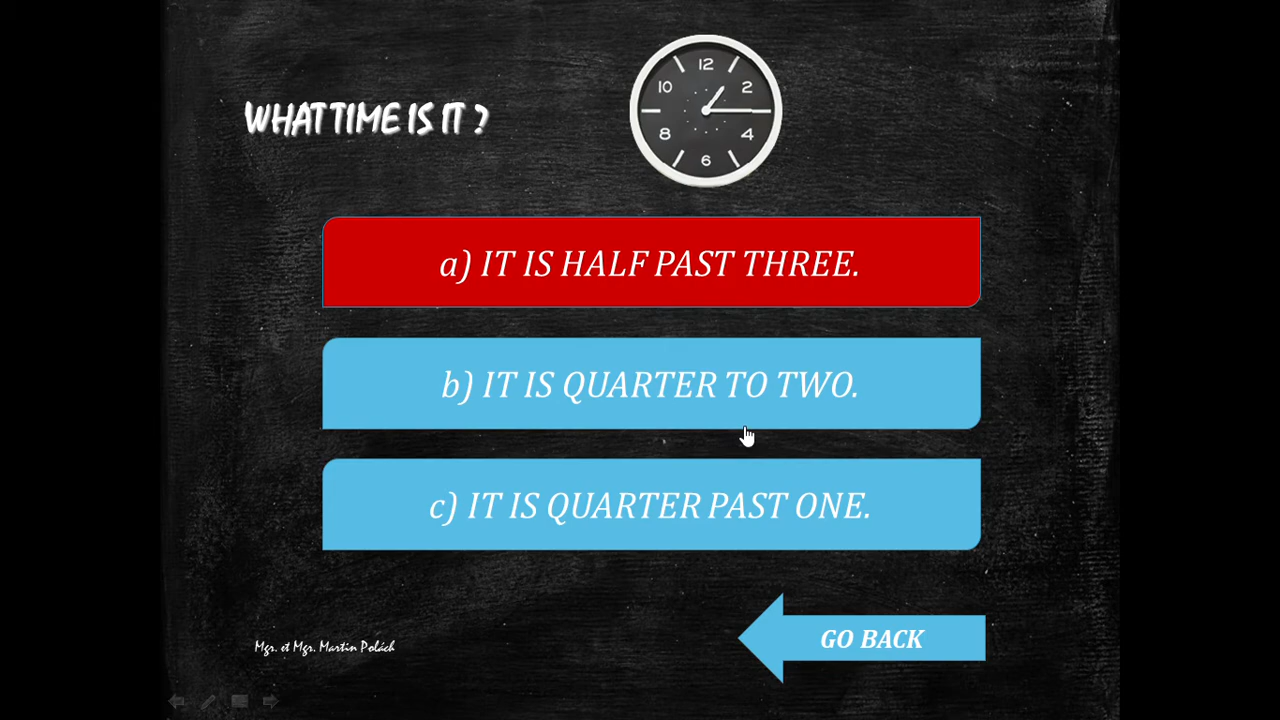 WHAT TIME IS IT ?
12
10
2
8
4
6
a) IT IS HALF PAST THREE.
b) IT IS QUARTER TO TWO.
c) IT IS QUARTER PAST ONE.
GO BACK
Mgr. et Mgr. Martin Polách